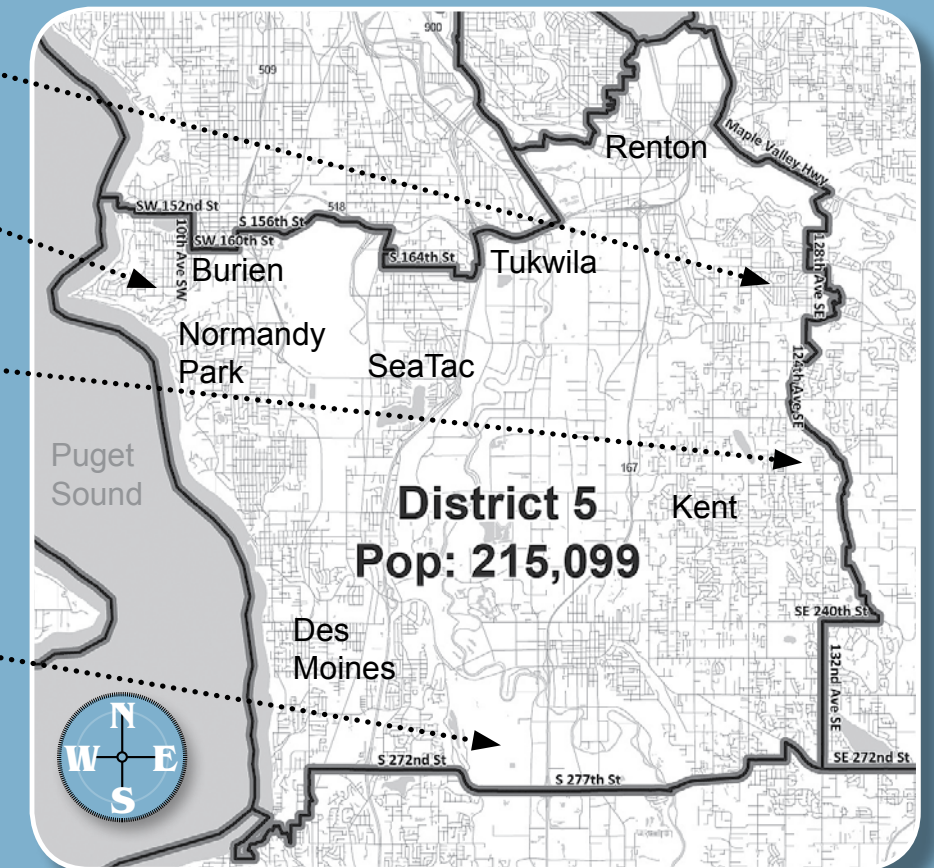 900
509
Renton
Maple Valley Hwy
SW 152nd St
10th Ave SW
S 156th St
518
SW 160th St
S 164th St
128th Ave SE
Burien
Tukwila
Normandy
Park
SeaTac
124th Ave SE
Puget
Sound
167
District 5
Pop: 215,099
Kent
SE 240th St
Des
Moines
132nd Ave SE
N
W
E
S
S 272nd St
S 277th St
SE 272nd St